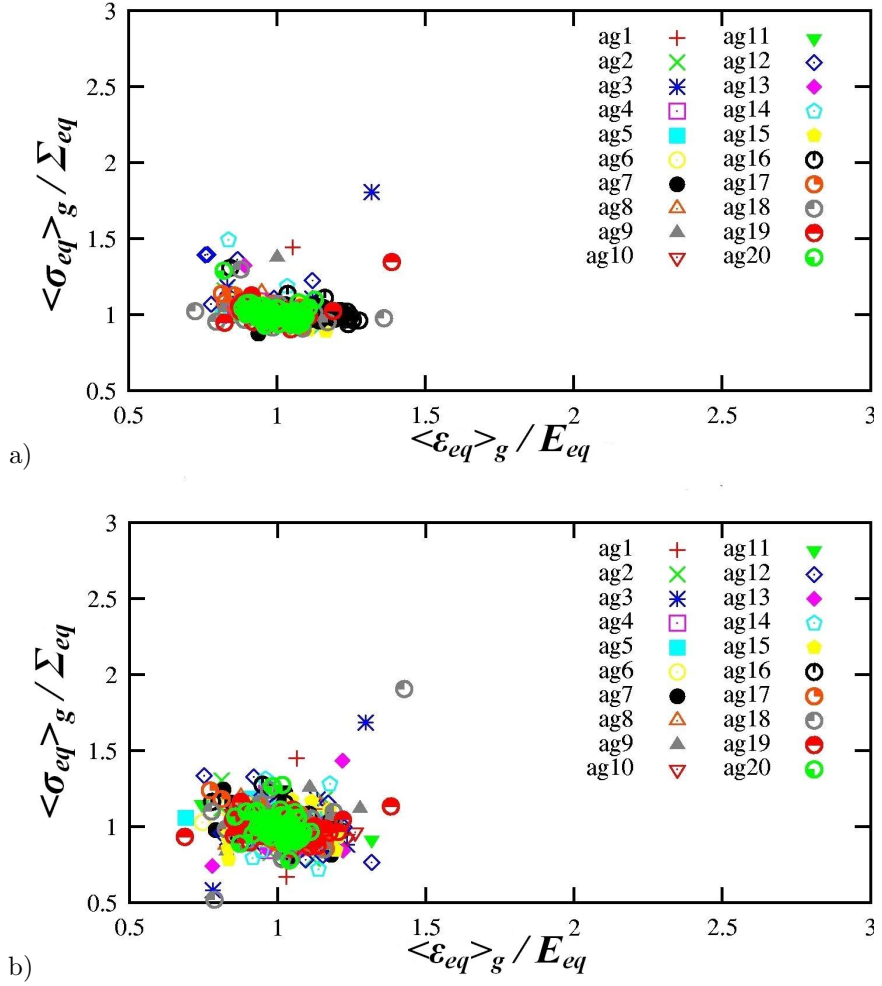 3
ag1 ag11
ag2 ag12
2.5
ag3 ag13
ag4 ag14
ag5 ag15
2
ag6 ag16
ag7 ag17
ag8 ag18
ag9 ag19
1.5
ag10 ag20
<σeq>g / Σeq
1
0.5
0.5 1 1.5 2 2.5 3
<εeq>g / Eeq
a)
3
ag1 ag11
ag2 ag12
2.5
ag3 ag13
ag4 ag14
ag5 ag15
2
ag6 ag16
ag7 ag17
ag8 ag18
ag9 ag19
1.5
ag10 ag20
<σeq>g / Σeq
1
0.5
0.5 1 1.5 2 2.5 3
<εeq>g / Eeq
b)